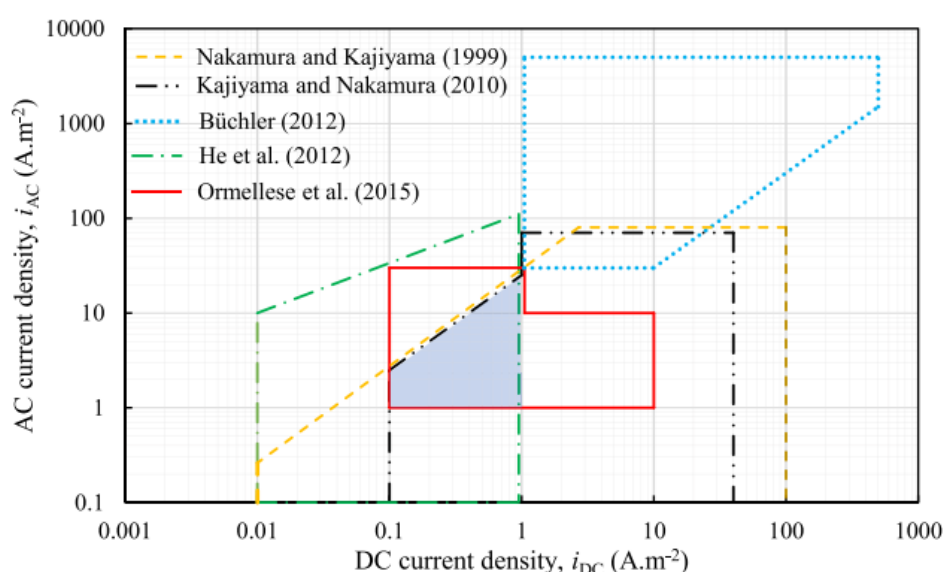 10000
1000
100
10
1
0.1
AC current density, iAC (A.m-2)
Nakamura and Kajiyama (1999)
Kajiyama and Nakamura (2010)
Büchler (2012)
He et al. (2012)
Ormellese et al. (2015)
0.001 0.01 0.1 1 10 100 1000
DC current density, iDC (A.m-2)